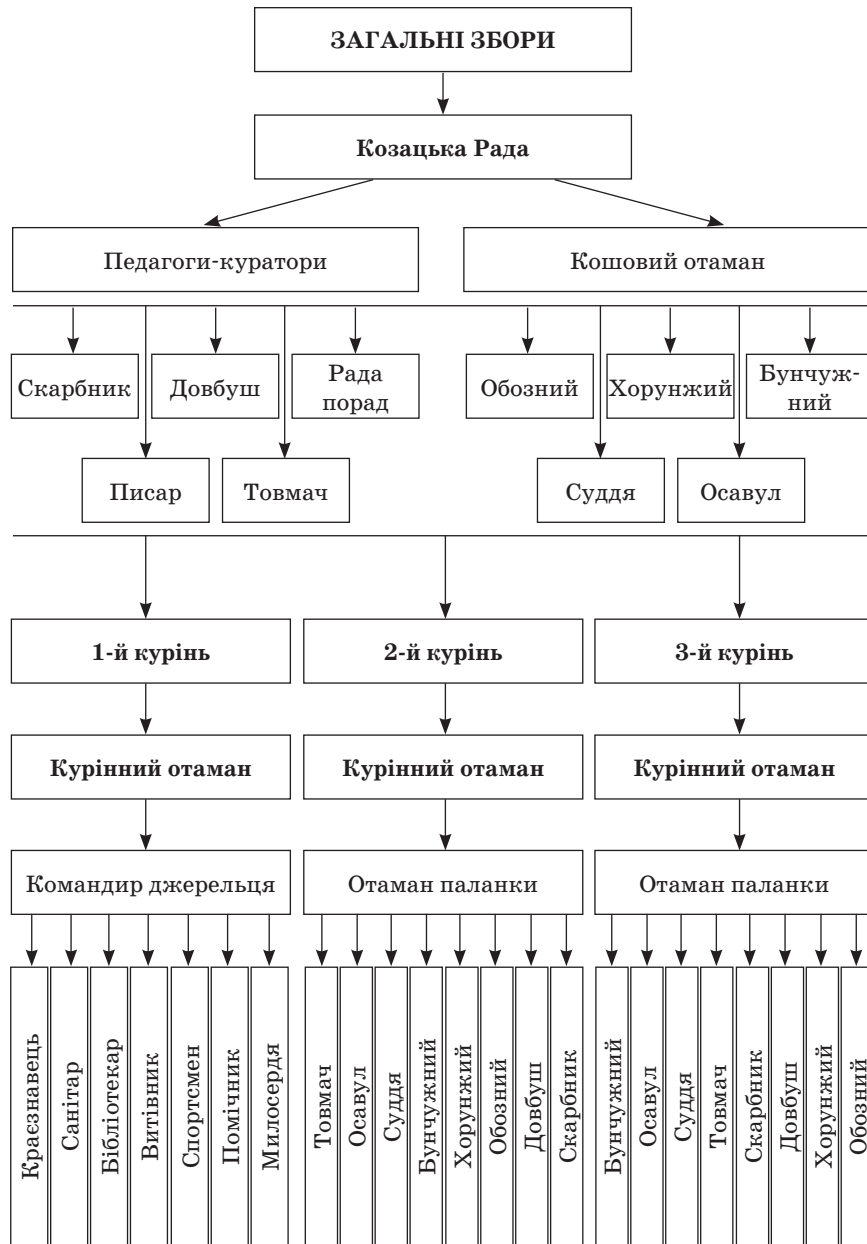 ЗАГАЛЬНІ ЗБОРИ
Козацька Рада
Педагоги-куратори
Кошовий отаман
Скарбник
Довбуш
Рада
порад
Обозний
Хорунжий
Бунчуж-
ний
Писар
Товмач
Суддя
Осавул
1-й курінь
2-й курінь
3-й курінь
Курінний отаман
Курінний отаман
Курінний отаман
Командир джерельця
Отаман паланки
Отаман паланки
Краєзнавець
Санітар
Бібліотекар
Витівник
Спортсмен
Помічник
Милосердя
Товмач
Осавул
Суддя
Бунчужний
Хорунжий
Обозний
Довбуш
Скарбник
Бунчужний
Осавул
Суддя
Товмач
Скарбник
Довбуш
Хорунжий
Обозний